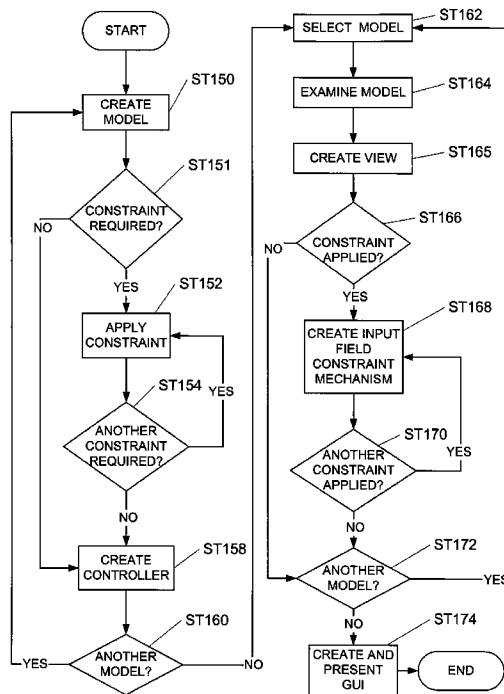 START
ST150
CREATE
MODEL
ST151
CONSTRAINT
REQUIRED?
NO
YES
ST152
APPLY
CONSTRAINT
ST154
YES
ANOTHER
CONSTRAINT
REQUIRED?
NO
CREATE
CONTROLLER
ST158
ST160
ANOTHER
MODEL?
YES
NO
SELECT MODEL
ST162
EXAMINE MODEL
ST164
CREATE VIEW
ST165
ST166
CONSTRAINT
APPLIED?
NO
YES
ST168
CREATE INPUT
FIELD
CONSTRAINT
MECHANISM
ST170
ANOTHER
CONSTRAINT
APPLIED?
YES
NO
ST172
ANOTHER
MODEL?
YES
NO
ST174
CREATE AND
PRESENT
GUI
END